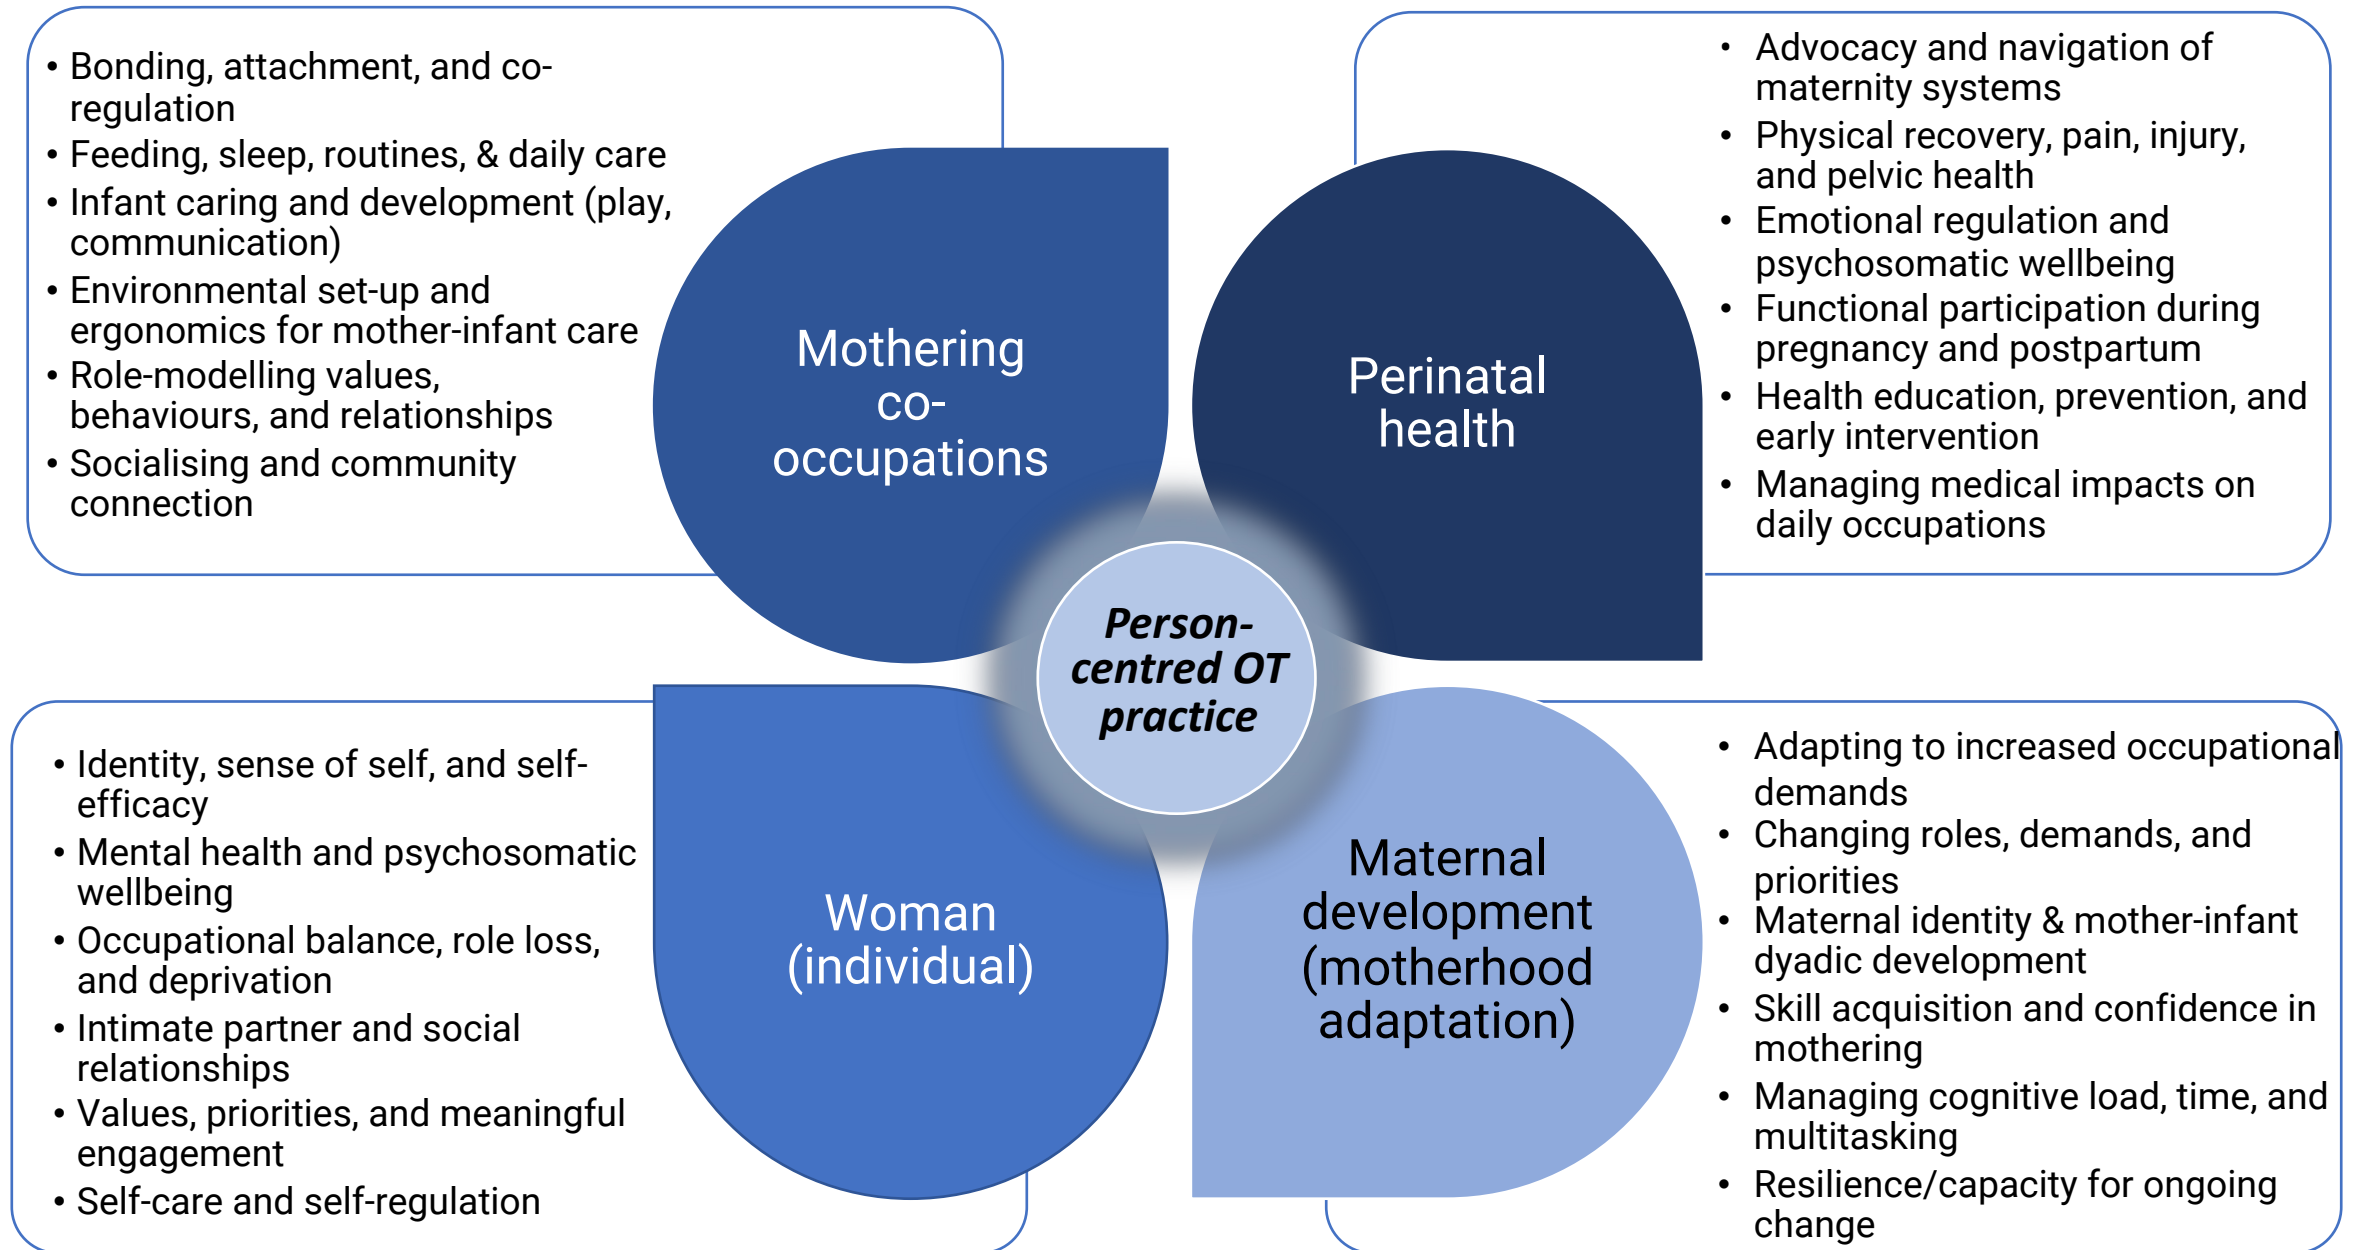 • Bonding, attachment, and co-
regulation
• Feeding, sleep, routines, & daily care
• Infant caring and development (play,
communication)
• Environmental set-up and
ergonomics for mother-infant care
• Role-modelling values,
behaviours, and relationships
• Socialising and community
connection
Mothering
co-
occupations
Perinatal
health
• Advocacy and navigation of
maternity systems
• Physical recovery, pain, injury,
and pelvic health
• Emotional regulation and
psychosomatic wellbeing
• Functional participation during
pregnancy and postpartum
• Health education, prevention, and
early intervention
• Managing medical impacts on
daily occupations
Person-
centred OT
practice
• Identity, sense of self, and self-
efficacy
• Mental health and psychosomatic
wellbeing
• Occupational balance, role loss,
and deprivation
• Intimate partner and social
relationships
• Values, priorities, and meaningful
engagement
• Self-care and self-regulation
Woman
(individual)
Maternal
development
(motherhood
adaptation)
• Adapting to increased occupational
demands
• Changing roles, demands, and
priorities
• Maternal identity & mother-infant
dyadic development
• Skill acquisition and confidence in
mothering
• Managing cognitive load, time, and
multitasking
• Resilience/capacity for ongoing
change